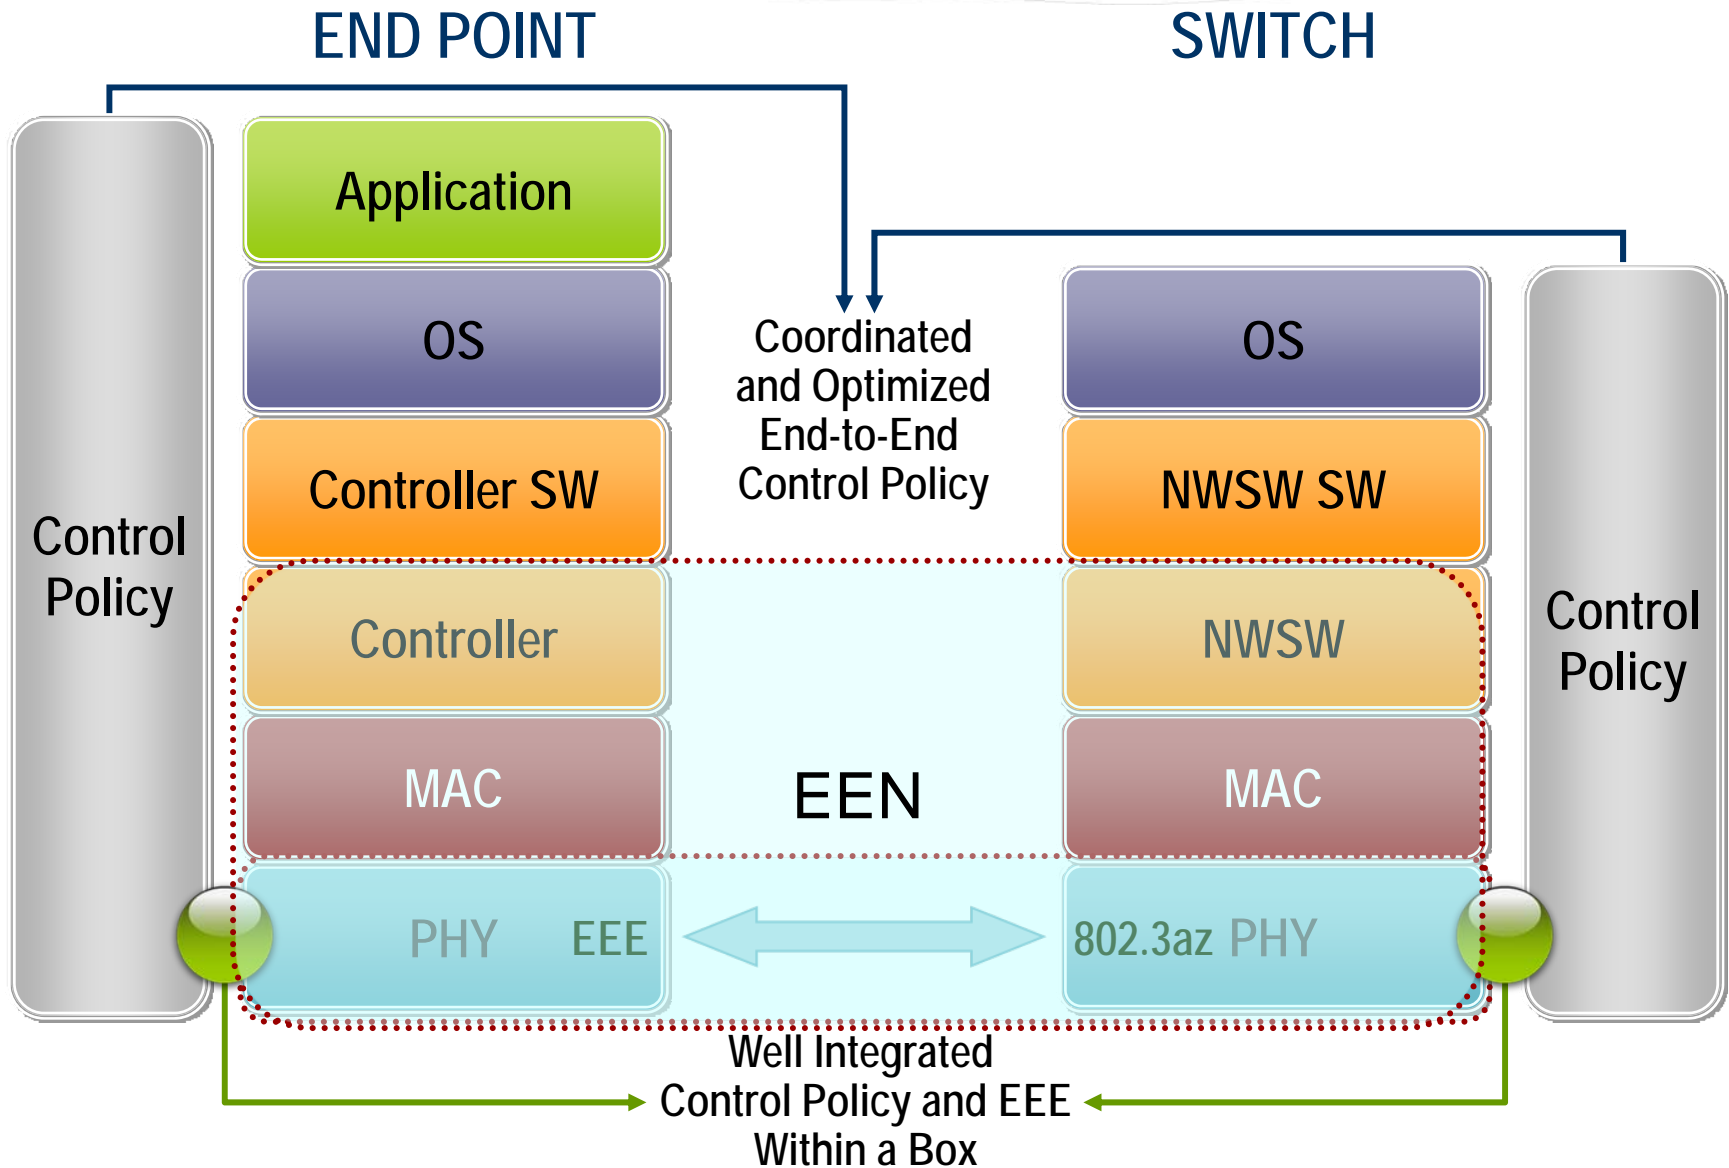 END POINT
SWITCH
Control
Policy
Application
OS
Controller SW
Controller
MAC
PHY
EEE
Coordinated
and Optimized
End-to-End
Control Policy
EEN
OS
NWSW SW
NWSW
MAC
802.3az PHY
Control
Policy
Well Integrated
Control Policy and EEE
Within a Box